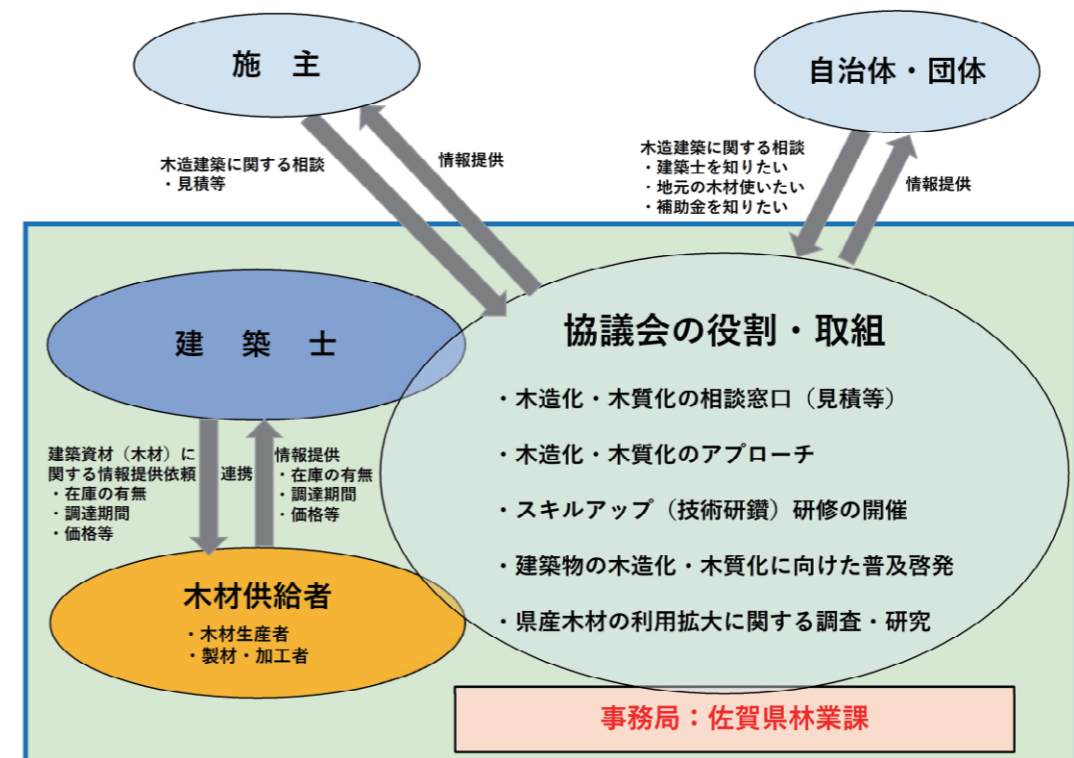 施　主
自治体・団体
木造建築に関する相談
・見積等
情報提供
木造建築に関する相談
・建築士を知りたい
・地元の木材使いたい
・補助金を知りたい
情報提供
建　築　士
協議会の役割・取組
・木造化・木質化の相談窓口（見積等）
・木造化・木質化のアプローチ
・スキルアップ（技術研鑽）研修の開催
・建築物の木造化・木質化に向けた普及啓発
・県産木材の利用拡大に関する調査・研究
建築資材（木材）に
関する情報提供依頼
・在庫の有無
・調達期間
・価格等
連携
情報提供
・在庫の有無
・調達期間
・価格等
木材供給者
・木材生産者
・製材・加工者
事務局：佐賀県林業課